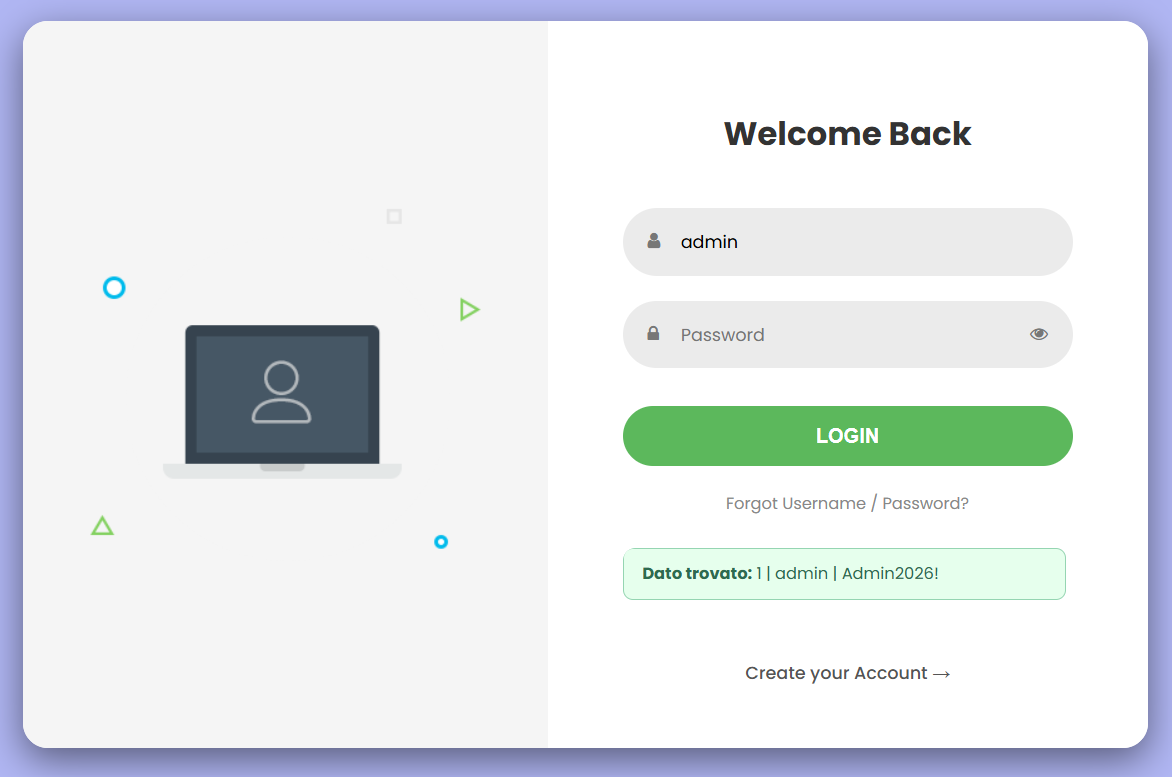 Welcome Back
admin
Password
LOGIN
Forgot Username / Password?
Dato trovato: 1 | admin | Admin2026!
Create your Account →